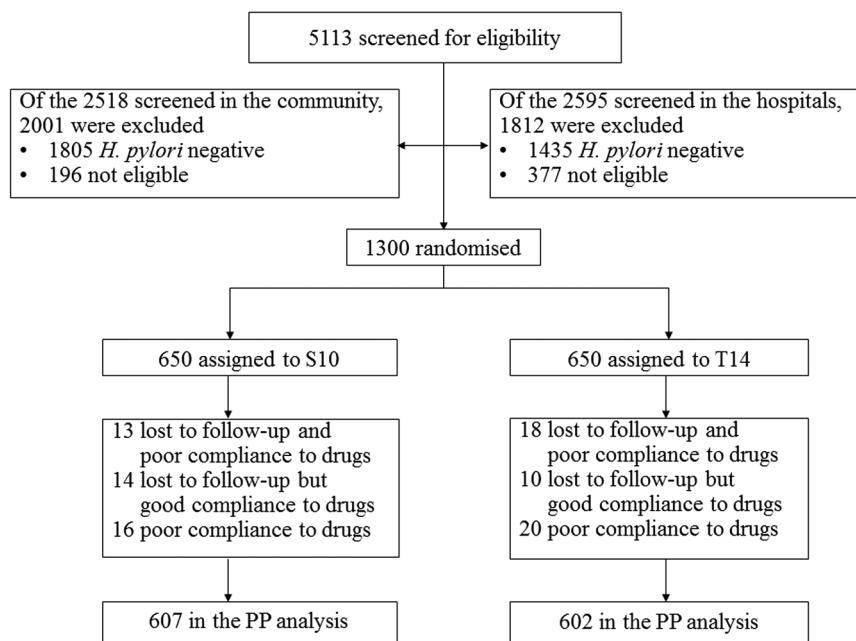 5113 screened for eligibility
Of the 2518 screened in the community,
2001 were excluded
• 1805 H. pylori negative
• 196 not eligible
Of the 2595 screened in the hospitals,
1812 were excluded
• 1435 H. pylori negative
• 377 not eligible
1300 randomised
650 assigned to S10
650 assigned to T14
13 lost to follow-up and
poor compliance to drugs
14 lost to follow-up but
good compliance to drugs
16 poor compliance to drugs
18 lost to follow-up and
poor compliance to drugs
10 lost to follow-up but
good compliance to drugs
20 poor compliance to drugs
607 in the PP analysis
602 in the PP analysis